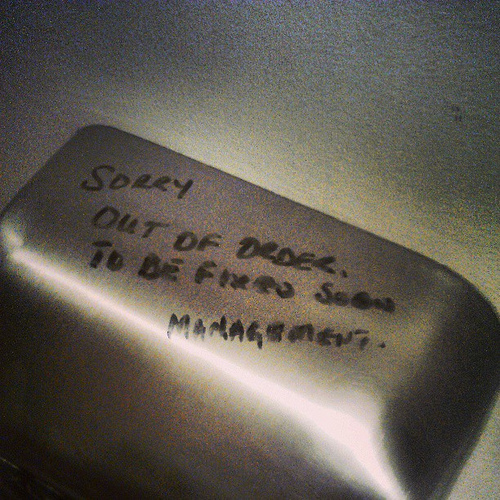 SORRY
OUT OF ORDER.
TO BE FIXED SOON
MANAGEMENT.